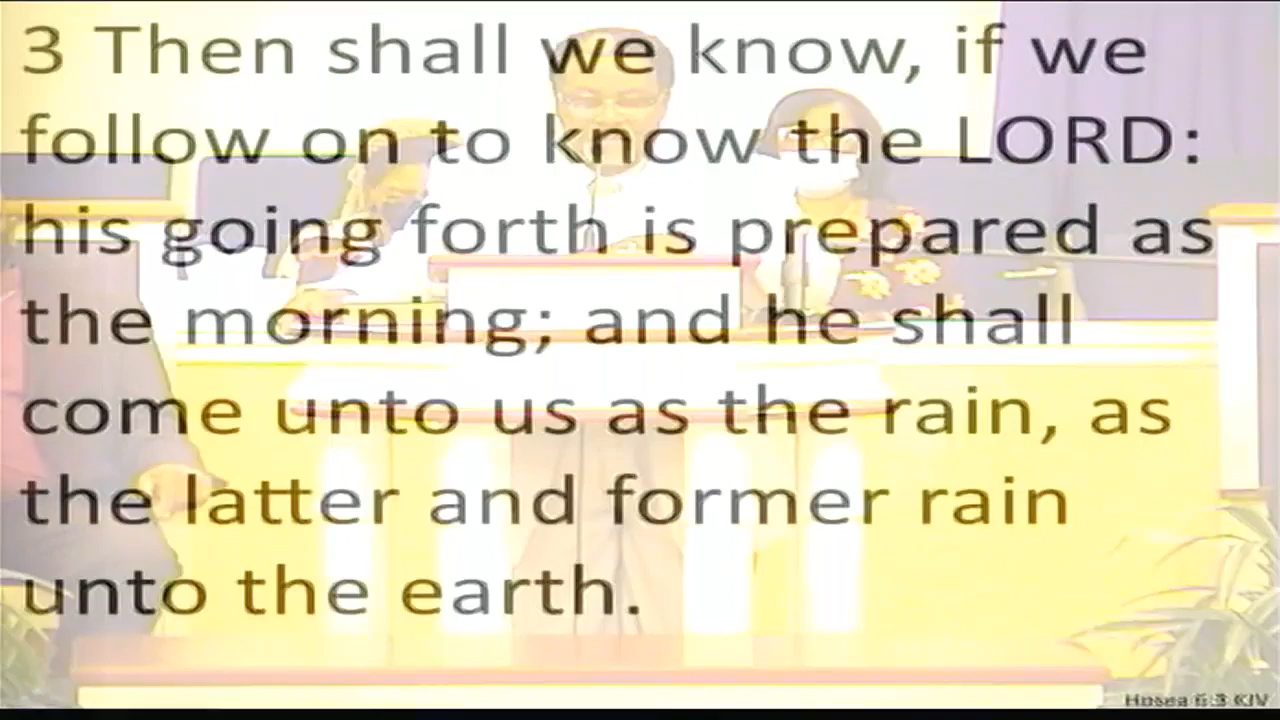 3 Then shall we know, if we
follow on to know the LORD:
his going forth is prepared as
the morning; and he shall
come unto us as the rain, as
the latter and former rain
unto the earth.
Hosea 6:3 KJV